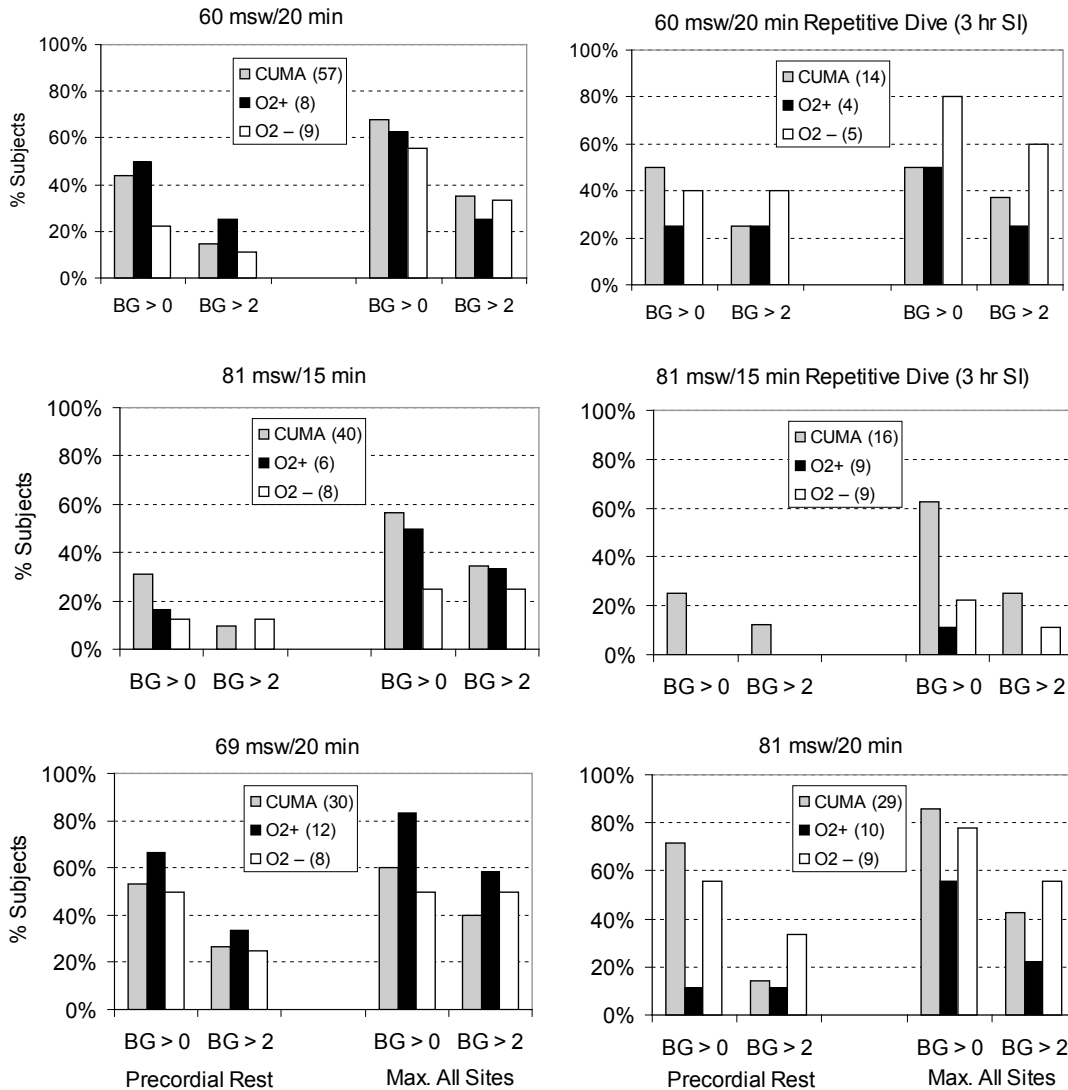 60 msw/20 min
100%
80%
60%
40%
20%
0%
% Subjects
CUMA (57)
O2+ (8)
O2 – (9)
BG > 0 BG > 2 BG > 0 BG > 2
60 msw/20 min Repetitive Dive (3 hr SI)
100%
80%
60%
40%
20%
0%
CUMA (14)
O2+ (4)
O2 – (5)
BG > 0 BG > 2 BG > 0 BG > 2
81 msw/15 min
100%
80%
60%
40%
20%
0%
% Subjects
CUMA (40)
O2+ (6)
O2 – (8)
BG > 0 BG > 2 BG > 0 BG > 2
81 msw/15 min Repetitive Dive (3 hr SI)
100%
80%
60%
40%
20%
0%
CUMA (16)
O2+ (9)
O2 – (9)
BG > 0 BG > 2 BG > 0 BG > 2
69 msw/20 min
100%
80%
60%
40%
20%
0%
% Subjects
CUMA (30)
O2+ (12)
O2 – (8)
BG > 0 BG > 2 BG > 0 BG > 2
Precordial Rest Max. All Sites
81 msw/20 min
100%
80%
60%
40%
20%
0%
CUMA (29)
O2+ (10)
O2 – (9)
BG > 0 BG > 2 BG > 0 BG > 2
Precordial Rest Max. All Sites